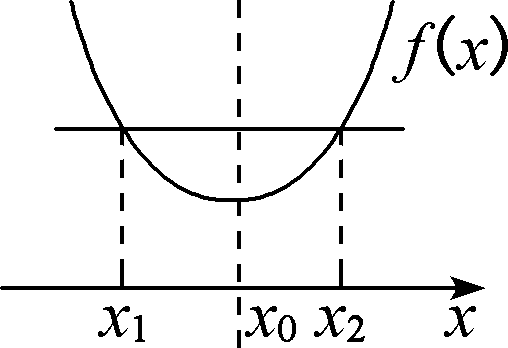 f(x)
x₁ x₀ x₂ x